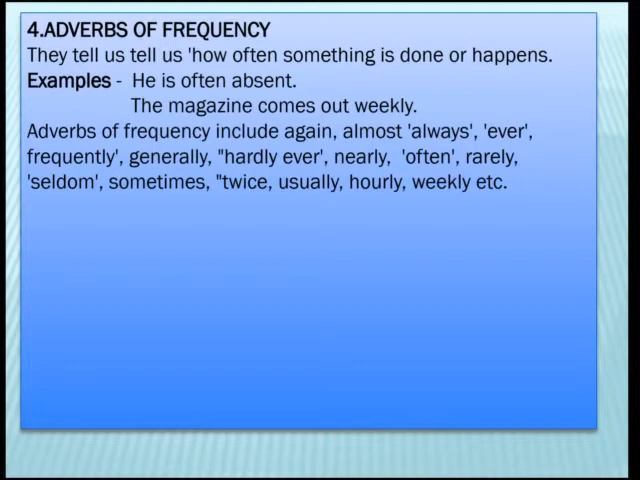 4.ADVERBS OF FREQUENCY
They tell us tell us 'how often something is done or happens.
Examples - He is often absent.
The magazine comes out weekly.
Adverbs of frequency include again, almost 'always', 'ever',
frequently', generally, "hardly ever', nearly, 'often', rarely,
'seldom', sometimes, "twice, usually, hourly, weekly etc.